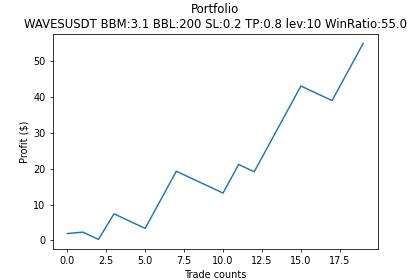 Portfolio
WAVESUSDT BBM:3.1 BBL:200 SL:0.2 TP:0.8 lev:10 WinRatio:55.0
50
40
30
20
10
0
Profit ($)
0.0 2.5 5.0 7.5 10.0 12.5 15.0 17.5
Trade counts